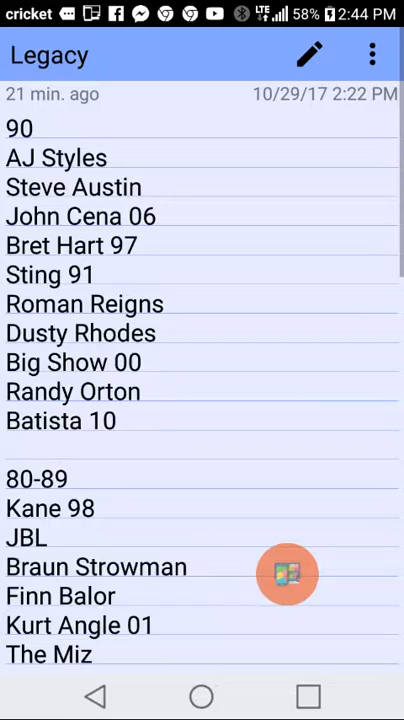 cricket LTE 58% 2:44 PM
Legacy
21 min. ago 10/29/17 2:22 PM
90
AJ Styles
Steve Austin
John Cena 06
Bret Hart 97
Sting 91
Roman Reigns
Dusty Rhodes
Big Show 00
Randy Orton
Batista 10
80-89
Kane 98
JBL
Braun Strowman
Finn Balor
Kurt Angle 01
The Miz